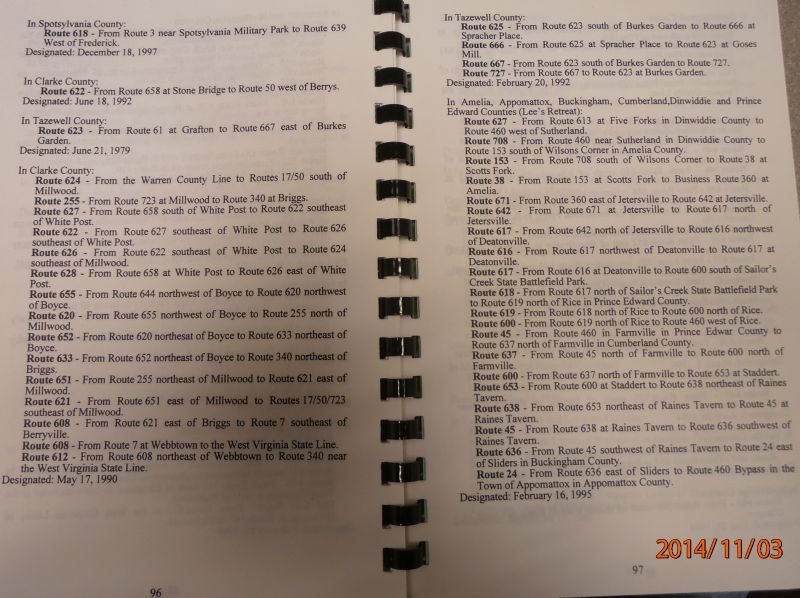 In Spotsylvania County:
Route 618 - From Route 3 near Spotsylvania Military Park to Route 639
West of Frederick.
Designated: December 18, 1997
In Clarke County:
Route 622 - From Route 658 at Stone Bridge to Route 50 west of Berrys.
Designated: June 18, 1992
In Tazewell County:
Route 623 - From Route 61 at Grafton to Route 667 east of Burkes
Garden.
Designated: June 21, 1979
In Clarke County:
Route 624 - From the Warren County Line to Routes 17/50 south of
Millwood.
Route 255 - From Route 723 at Millwood to Route 340 at Briggs.
Route 627 - From Route 658 south of White Post to Route 622 southeast
of White Post.
Route 622 - From Route 627 southeast of White Post to Route 626
southeast of White Post.
Route 626 - From Route 622 southeast of White Post to Route 624
southeast of Millwood.
Route 628 - From Route 658 at White Post to Route 626 east of White
Post.
Route 655 - From Route 644 northwest of Boyce to Route 620 northwest
of Boyce.
Route 620 - From Route 655 northwest of Boyce to Route 255 north of
Millwood.
Route 652 - From Route 620 northesat of Boyce to Route 633 northeast of
Boyce.
Route 633 - From Route 652 northeast of Boyce to Route 340 northeast of
Briggs.
Route 651 - From Route 255 northeast of Millwood to Route 621 east of
Millwood.
Route 621 - From Route 651 east of Millwood to Routes 17/50/723
southeast of Millwood.
Route 608 - From Route 621 east of Briggs to Route 7 southeast of
Berryville.
Route 608 - From Route 7 at Webbtown to the West Virginia State Line.
Route 612 - From Route 608 northeast of Webbtown to Route 340 near
the West Virginia State Line.
Designated: May 17, 1990
96
In Tazewell County:
Route 625 - From Route 623 south of Burkes Garden to Route 666 at
Spracher Place.
Route 666 - From Route 625 at Spracher Place to Route 623 at Goses
Mill.
Route 667 - From Route 623 south of Burkes Garden to Route 727.
Route 727 - From Route 667 to Route 623 at Burkes Garden.
Designated: February 20, 1992
In Amelia, Appomattox, Buckingham, Cumberland,Dinwiddie and Prince
Edward Counties (Lee's Retreat):
Route 627 - From Route 613 at Five Forks in Dinwiddie County to
Route 460 west of Sutherland.
Route 708 - From Route 460 near Sutherland in Dinwiddie County to
Route 153 south of Wilsons Corner in Amelia County.
Route 153 - From Route 708 south of Wilsons Corner to Route 38 at
Scotts Fork.
Route 38 - From Route 153 at Scotts Fork to Business Route 360 at
Amelia.
Route 671 - From Route 360 east of Jetersville to Route 642 at Jetersville.
Route 642 - From Route 671 at Jetersville to Route 617 north of
Jetersville.
Route 617 - From Route 642 north of Jetersville to Route 616 northwest
of Deatonville.
Route 616 - From Route 617 northwest of Deatonville to Route 617 at
Deatonville.
Route 617 - From Route 616 at Deatonville to Route 600 south of Sailor's
Creek State Battlefield Park.
Route 618 - From Route 617 north of Sailor's Creek State Battlefield Park
to Route 619 north of Rice in Prince Edward County.
Route 619 - From Route 618 north of Rice to Route 600 north of Rice.
Route 600 - From Route 619 north of Rice to Route 460 west of Rice.
Route 45 - From Route 460 in Farmville in Prince Edwar County to
Route 637 north of Farmville in Cumberland County.
Route 637 - From Route 45 north of Farmville to Route 600 north of
Farmville.
Route 600 - From Route 637 north of Farmville to Route 653 at Staddert.
Route 653 - From Route 600 at Staddert to Route 638 northeast of Raines
Tavern.
Route 638 - From Route 653 northeast of Raines Tavern to Route 45 at
Raines Tavern.
Route 45 - From Route 638 at Raines Tavern to Route 636 southwest of
Raines Tavern.
Route 636 - From Route 45 southwest of Raines Tavern to Route 24 east
of Sliders in Buckingham County.
Route 24 - From Route 636 east of Sliders to Route 460 Bypass in the
Town of Appomattox in Appomattox County.
Designated: February 16, 1995
97
2014/11/03